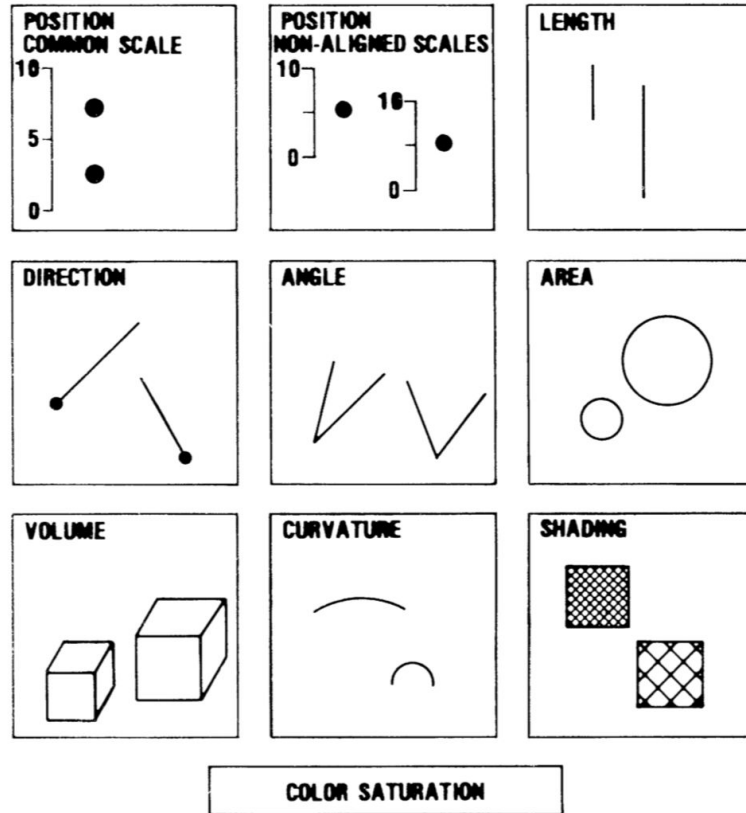 POSITION
COMMON SCALE
10
5
0
POSITION
NON-ALIGNED SCALES
10
0
10
0
LENGTH
DIRECTION
ANGLE
AREA
VOLUME
CURVATURE
SHADING
COLOR SATURATION